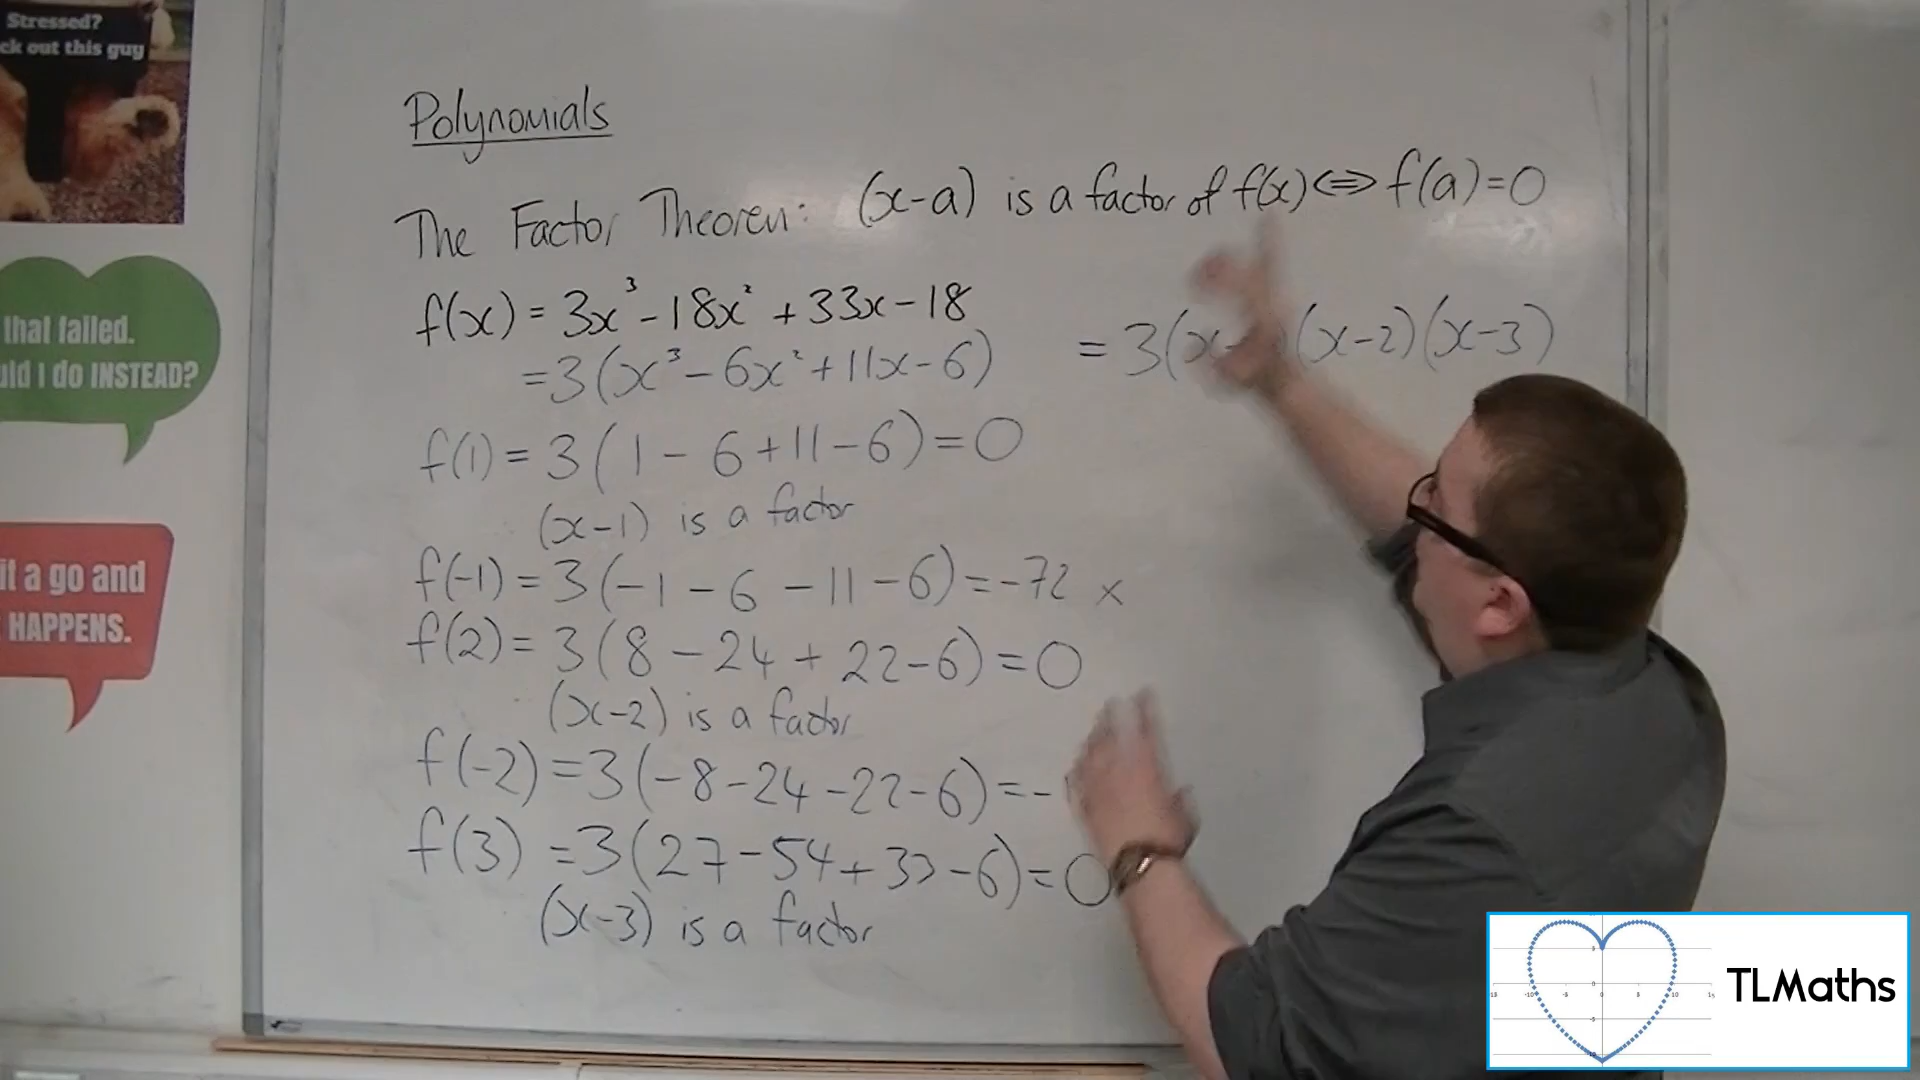 Stressed?
ck out this guy
Polynomials
The Factor Theorem: (x-a) is a factor of f(x) ⇔ f(a)=0
f(x) = 3x³ - 18x² + 33x - 18
= 3(x³ - 6x² + 11x - 6)
= 3(x- (x-2)(x-3)
f(1) = 3(1 - 6 + 11 - 6) = 0
(x-1) is a factor
f(-1) = 3(-1 - 6 - 11 - 6) = -72 ×
f(2) = 3(8 - 24 + 22 - 6) = 0
(x-2) is a factor
f(-2) = 3(-8 - 24 - 22 - 6) = -
f(3) = 3(27 - 54 + 33 - 6) = 0
(x-3) is a factor
that failed.
uld I do INSTEAD?
it a go and
HAPPENS.
TLMaths